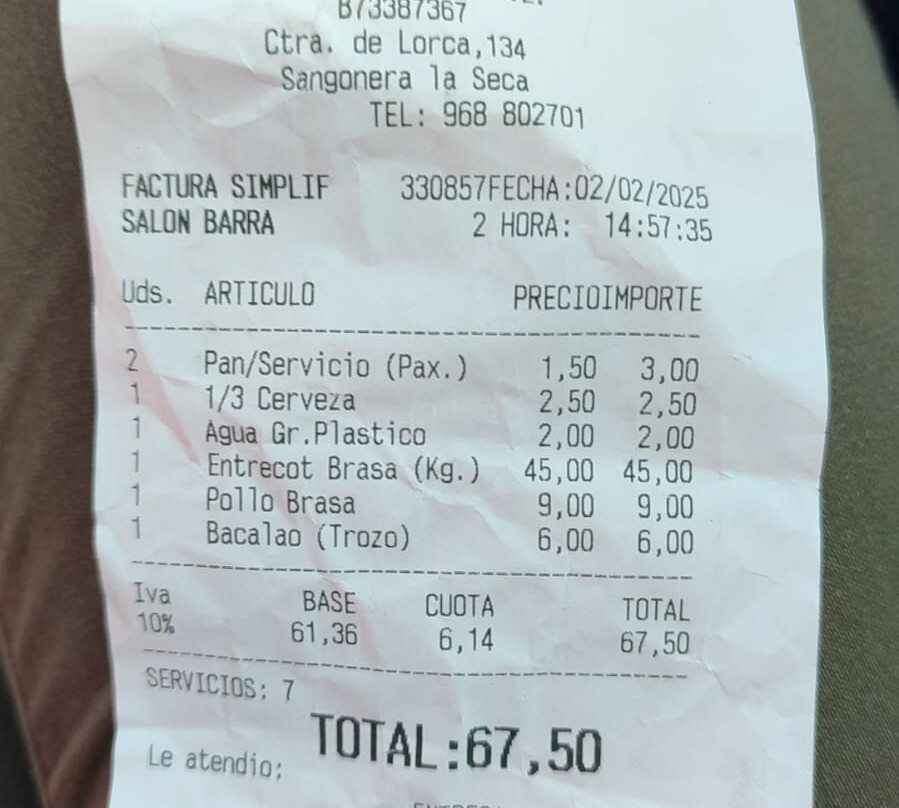 B73387367
Ctra. de Lorca,134
Sangonera la Seca
TEL: 968 802701
FACTURA SIMPLIF 330857FECHA:02/02/2025
SALON BARRA 2 HORA: 14:57:35
Uds. ARTICULO PRECIOIMPORTE
2 Pan/Servicio (Pax.) 1,50 3,00
1 1/3 Cerveza 2,50 2,50
1 Agua Gr.Plastico 2,00 2,00
1 Entrecot Brasa (Kg.) 45,00 45,00
1 Pollo Brasa 9,00 9,00
1 Bacalao (Trozo) 6,00 6,00
Iva BASE CUOTA TOTAL
10% 61,36 6,14 67,50
SERVICIOS: 7
TOTAL:67,50
Le atendio: